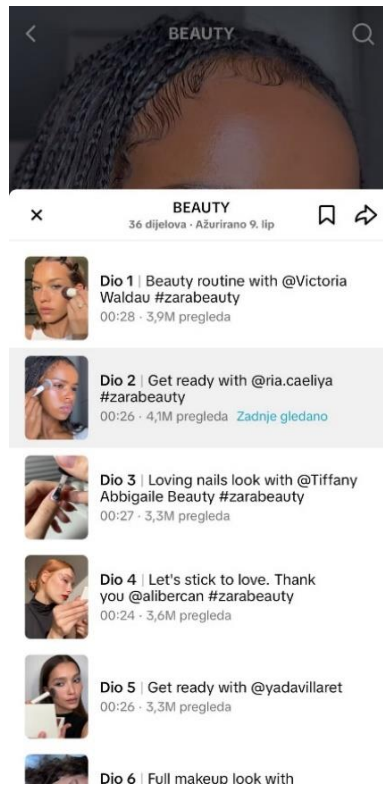 BEAUTY
BEAUTY
36 dijelova · Ažurirano 9. lip
Dio 1 | Beauty routine with @Victoria
Waldau #zarabeauty
00:28 · 3,9M pregleda
Dio 2 | Get ready with @ria.caeliya
#zarabeauty
00:26 · 4,1M pregleda Zadnje gledano
Dio 3 | Loving nails look with @Tiffany
Abbigaile Beauty #zarabeauty
00:27 · 3,3M pregleda
Dio 4 | Let's stick to love. Thank
you @alibercan #zarabeauty
00:24 · 3,6M pregleda
Dio 5 | Get ready with @yadavillaret
00:26 · 3,3M pregleda
Dio 6 | Full makeup look with